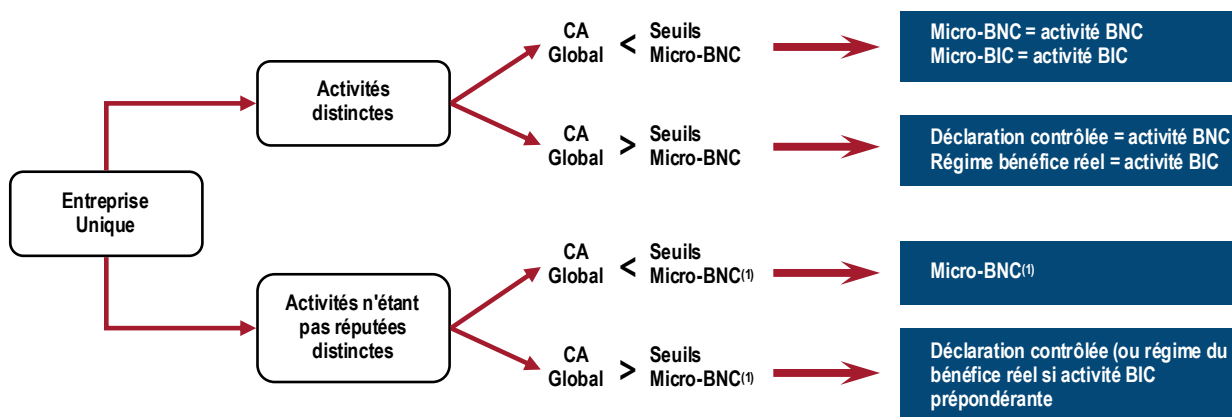 Entreprise
Unique
Activités
distinctes
CA
Global
<
Seuils
Micro-BNC
Micro-BNC = activité BNC
Micro-BIC = activité BIC
CA
Global
>
Seuils
Micro-BNC
Déclaration contrôlée = activité BNC
Régime bénéfice réel = activité BIC
Activités n'étant
pas réputées
distinctes
CA
Global
<
Seuils
Micro-BNC(1)
Micro-BNC(1)
CA
Global
>
Seuils
Micro-BNC(1)
Déclaration contrôlée (ou régime du
bénéfice réel si activité BIC
prépondérante